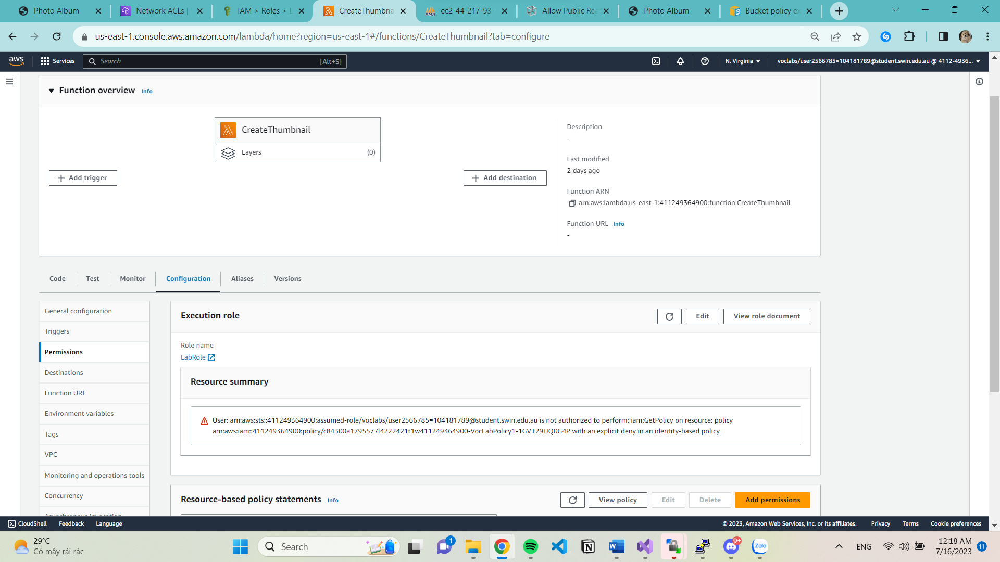 Photo Album
Network ACLs |
IAM > Roles > L
CreateThumbna
ec2-44-217-93-
Allow Public Rea
Photo Album
Bucket policy ex
us-east-1.console.aws.amazon.com/lambda/home?region=us-east-1#/functions/CreateThumbnail?tab=configure
aws
Services
Search
[Alt+S]
N. Virginia
voclabs/user2566785=104181789@student.swin.edu.au @ 4112-4936...
Function overview Info
CreateThumbnail
Layers (0)
Add trigger
Add destination
Description
-
Last modified
2 days ago
Function ARN
arn:aws:lambda:us-east-1:411249364900:function:CreateThumbnail
Function URL Info
-
Code
Test
Monitor
Configuration
Aliases
Versions
General configuration
Triggers
Permissions
Destinations
Function URL
Environment variables
Tags
VPC
Monitoring and operations tools
Concurrency
Asynchronous invocation
Execution role
Edit
View role document
Role name
LabRole
Resource summary
User: arn:aws:sts::411249364900:assumed-role/voclabs/user2566785=104181789@student.swin.edu.au is not authorized to perform: iam:GetPolicy on resource: policy
arn:aws:iam::411249364900:policy/c84300a1795577l4222421t1w411249364900-VocLabPolicy1-1GVT29IJQ0G4P with an explicit deny in an identity-based policy
Resource-based policy statements Info
View policy
Edit
Delete
Add permissions
CloudShell
Feedback
Language
© 2023, Amazon Web Services, Inc. or its affiliates.
Privacy
Terms
Cookie preferences
29°C
Có mây rải rác
Search
1
9+
Zalo
ENG
12:18 AM
7/16/2023
11